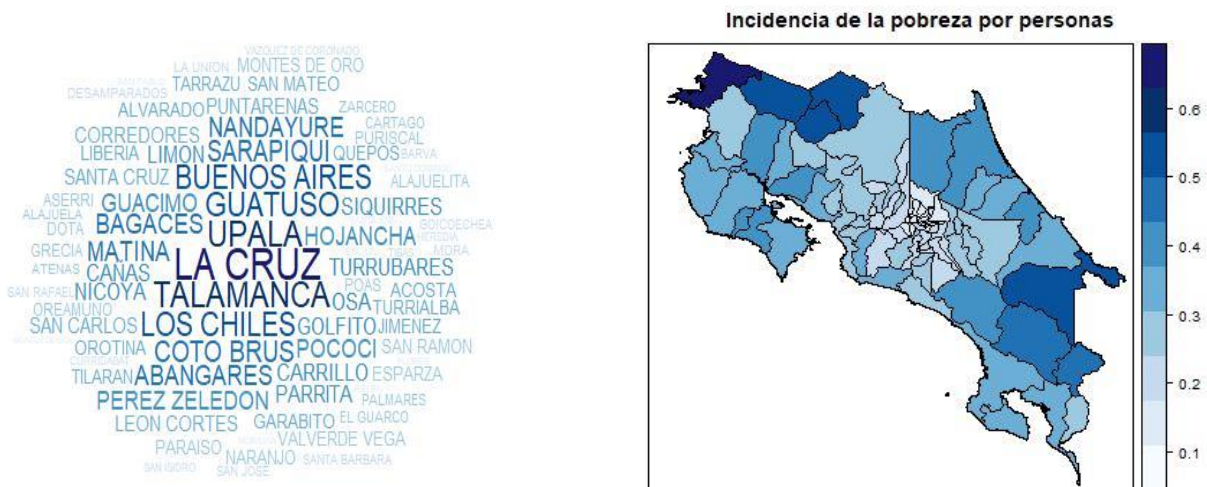 Incidencia de la pobreza por personas
VAZQUEZ DE CORONADO
LA UNION MONTES DE ORO
DESAMPARADOS TARRAZU SAN MATEO
ALVARADO PUNTARENAS ZARCERO
CORREDORES NANDAYURE CARTAGO
PURISCAL
LIBERIA LIMON SARAPIQUI QUEPOS BARVA
SANTA CRUZ BUENOS AIRES ALAJUELITA
ASERRI GUACIMO GUATUSO SIQUIRRES
ALAJUELA BAGACES GOICOECHEA
DOTA UPALA HOJANCHA HEREDIA
GRECIA MATINA MORA
ATENAS CAÑAS LA CRUZ TURRUBARES
POAS
SAN RAFAEL NICOYA TALAMANCA OSA ACOSTA
OREAMUNO TURRIALBA
SAN CARLOS LOS CHILES GOLFITO JIMENEZ
OROTINA COTO BRUS POCOCI SAN RAMON
CURRIDABAT
TILARAN ABANGARES CARRILLO ESPARZA
PEREZ ZELEDON PARRITA PALMARES
LEON CORTES GARABITO EL GUARCO
PARAISO VALVERDE VEGA
NARANJO SANTA BARBARA
SAN ISIDRO SAN JOSE
0.6
0.5
0.4
0.3
0.2
0.1